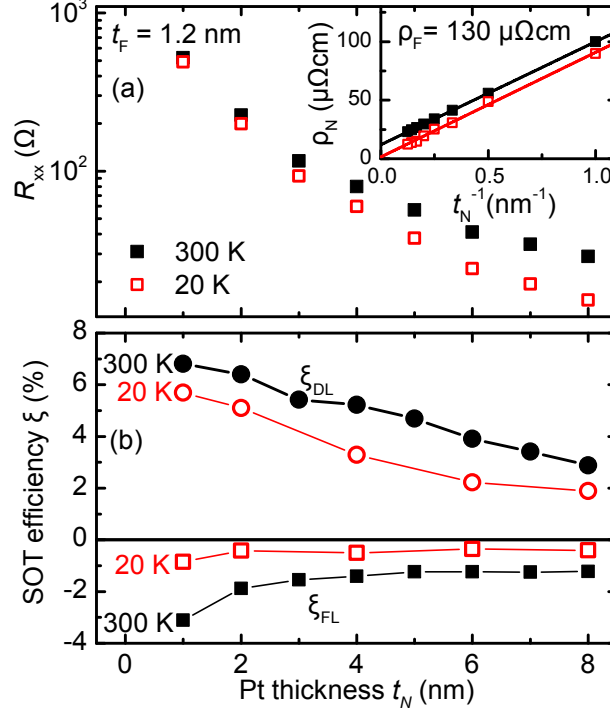 t_F = 1.2 nm
(a)
R_xx (Ω)
10³
10²
300 K
20 K
ρ_F= 130 μΩcm
ρ_N (μΩcm)
100
50
0
0.0
0.5
1.0
t_N⁻¹(nm⁻¹)
8
6
4
2
0
-2
-4
SOT efficiency ξ (%)
300 K
20 K
(b)
ξ_DL
20 K
300 K
ξ_FL
0
2
4
6
8
Pt thickness t_N (nm)